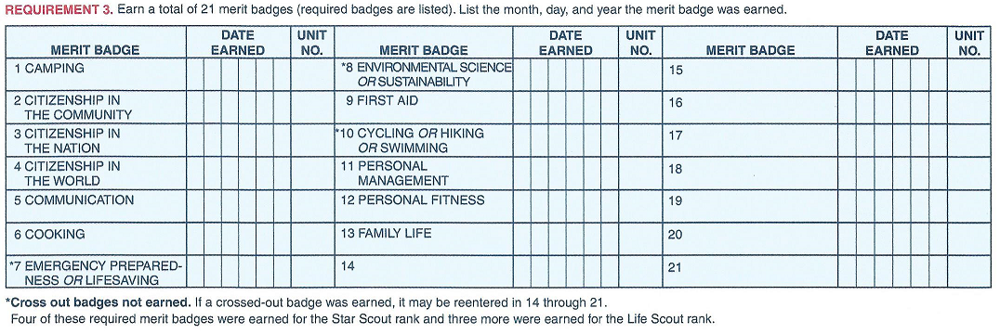 REQUIREMENT 3. Earn a total of 21 merit badges (required badges are listed). List the month, day, and year the merit badge was earned.
MERIT BADGE DATE EARNED UNIT NO. MERIT BADGE DATE EARNED UNIT NO. MERIT BADGE DATE EARNED UNIT NO.
1 CAMPING
2 CITIZENSHIP IN
THE COMMUNITY
3 CITIZENSHIP IN
THE NATION
4 CITIZENSHIP IN
THE WORLD
5 COMMUNICATION
6 COOKING
*7 EMERGENCY PREPARED-
NESS OR LIFESAVING
*8 ENVIRONMENTAL SCIENCE
OR SUSTAINABILITY
9 FIRST AID
*10 CYCLING OR HIKING
OR SWIMMING
11 PERSONAL
MANAGEMENT
12 PERSONAL FITNESS
13 FAMILY LIFE
14
15
16
17
18
19
20
21
*Cross out badges not earned. If a crossed-out badge was earned, it may be reentered in 14 through 21.
Four of these required merit badges were earned for the Star Scout rank and three more were earned for the Life Scout rank.